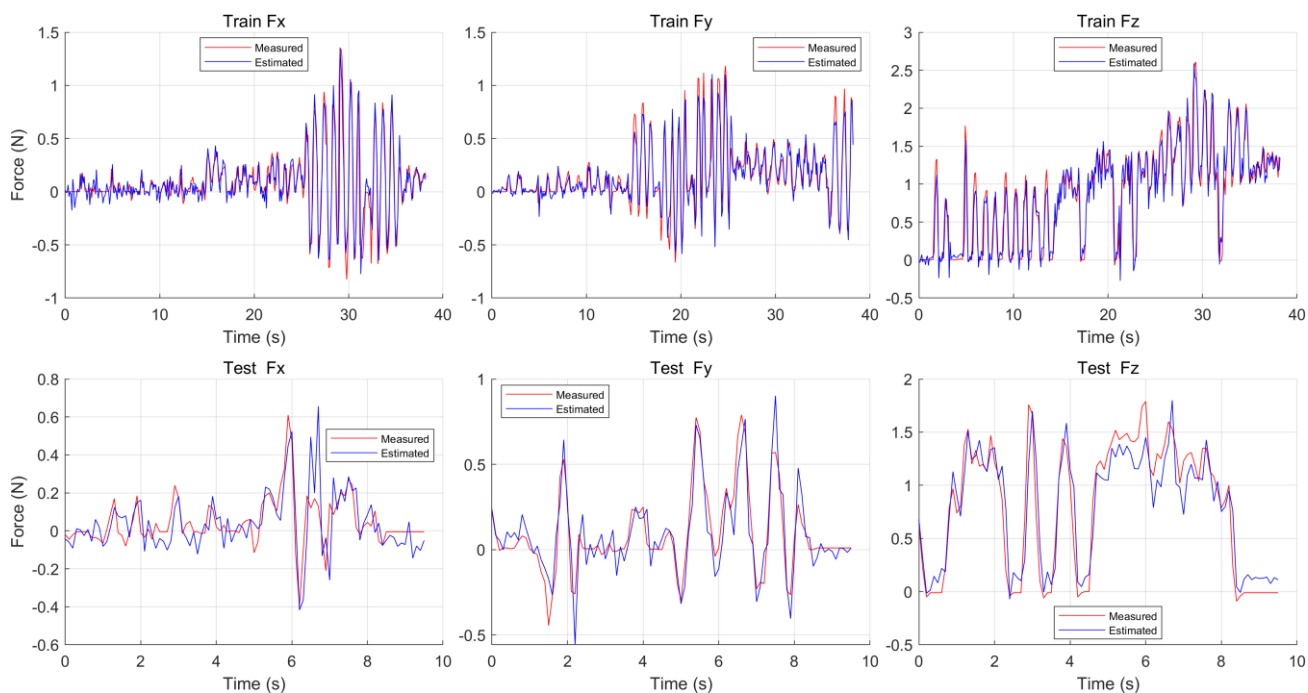 Train Fx
Train Fy
Train Fz
1.5
1
0.5
0
-0.5
-1
Force (N)
Measured
Estimated
0
10
20
30
40
Time (s)
1.5
1
0.5
0
-0.5
-1
Measured
Estimated
0
10
20
30
40
Time (s)
3
2.5
2
1.5
1
0.5
0
-0.5
Measured
Estimated
0
10
20
30
40
Time (s)
Test Fx
Test Fy
Test Fz
0.8
0.6
0.4
0.2
0
-0.2
-0.4
0.6
Force (N)
Measured
Estimated
0
2
4
6
8
10
Time (s)
1
0.5
0
-0.5
Measured
Estimated
0
2
4
6
8
10
Time (s)
2
1.5
1
0.5
0
-0.5
Measured
Estimated
0
2
4
6
8
10
Time (s)